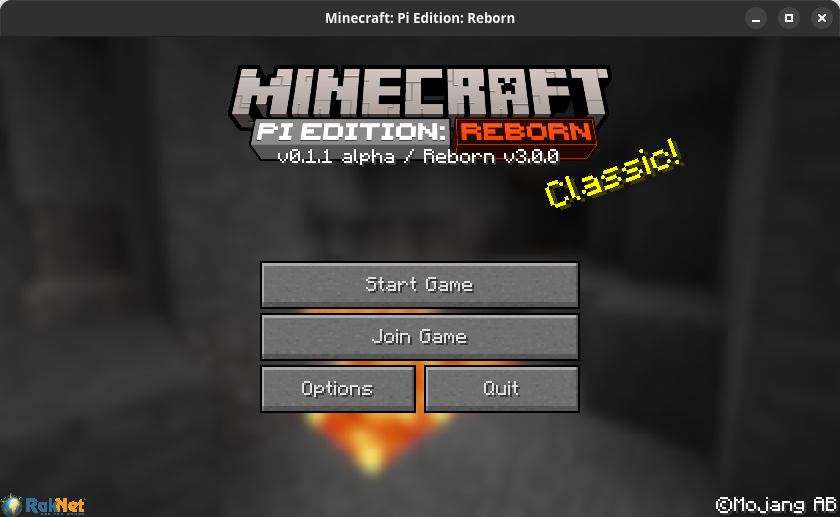 Minecraft: Pi Edition: Reborn
MINECRAFT
PI EDITION: REBORN
v0.1.1 alpha / Reborn v3.0.0
Classic!
Start Game
Join Game
Options Quit
RakNet
©Mojang AB